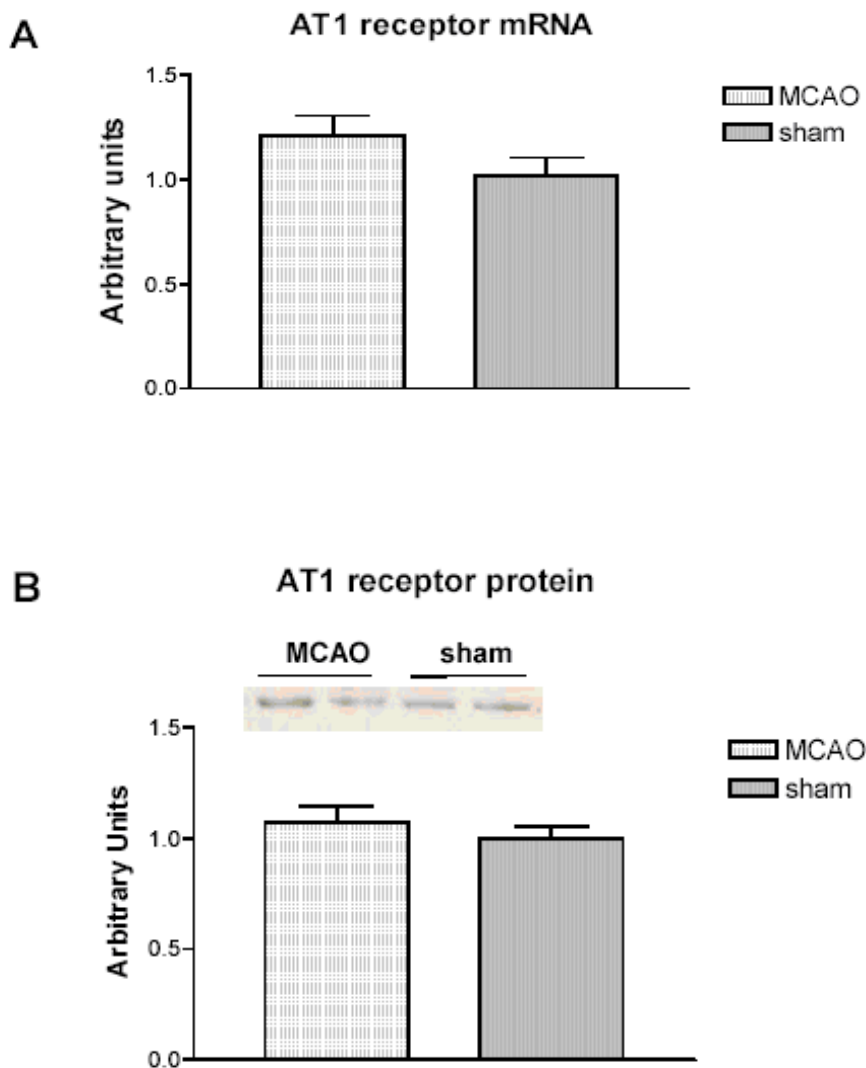 A
AT1 receptor mRNA
1.5
1.0
0.5
0.0
Arbitrary units
MCAO
sham
B
AT1 receptor protein
MCAO sham
1.5
1.0
0.5
0.0
Arbitrary Units
MCAO
sham